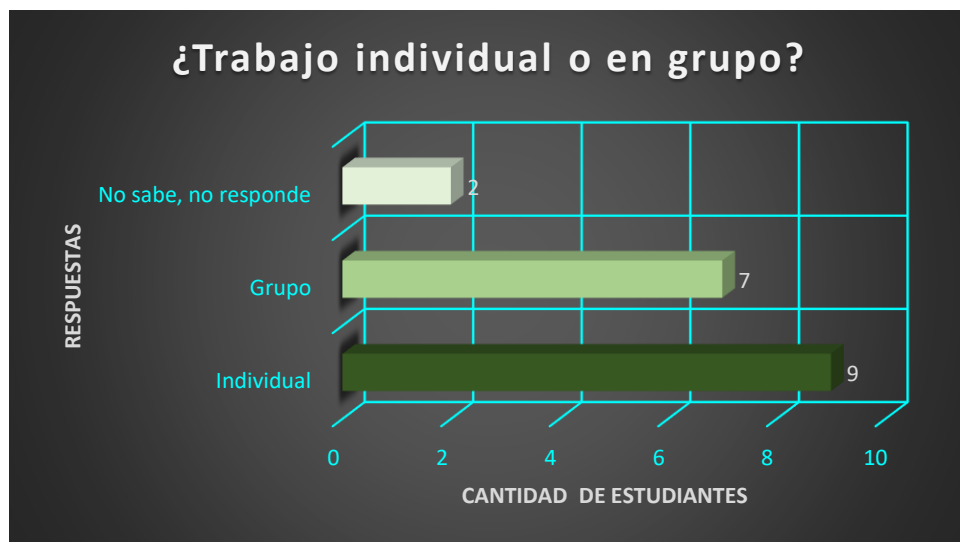 ¿Trabajo individual o en grupo?
No sabe, no responde
2
Grupo
7
Individual
9
RESPUESTAS
0 2 4 6 8 10
CANTIDAD DE ESTUDIANTES